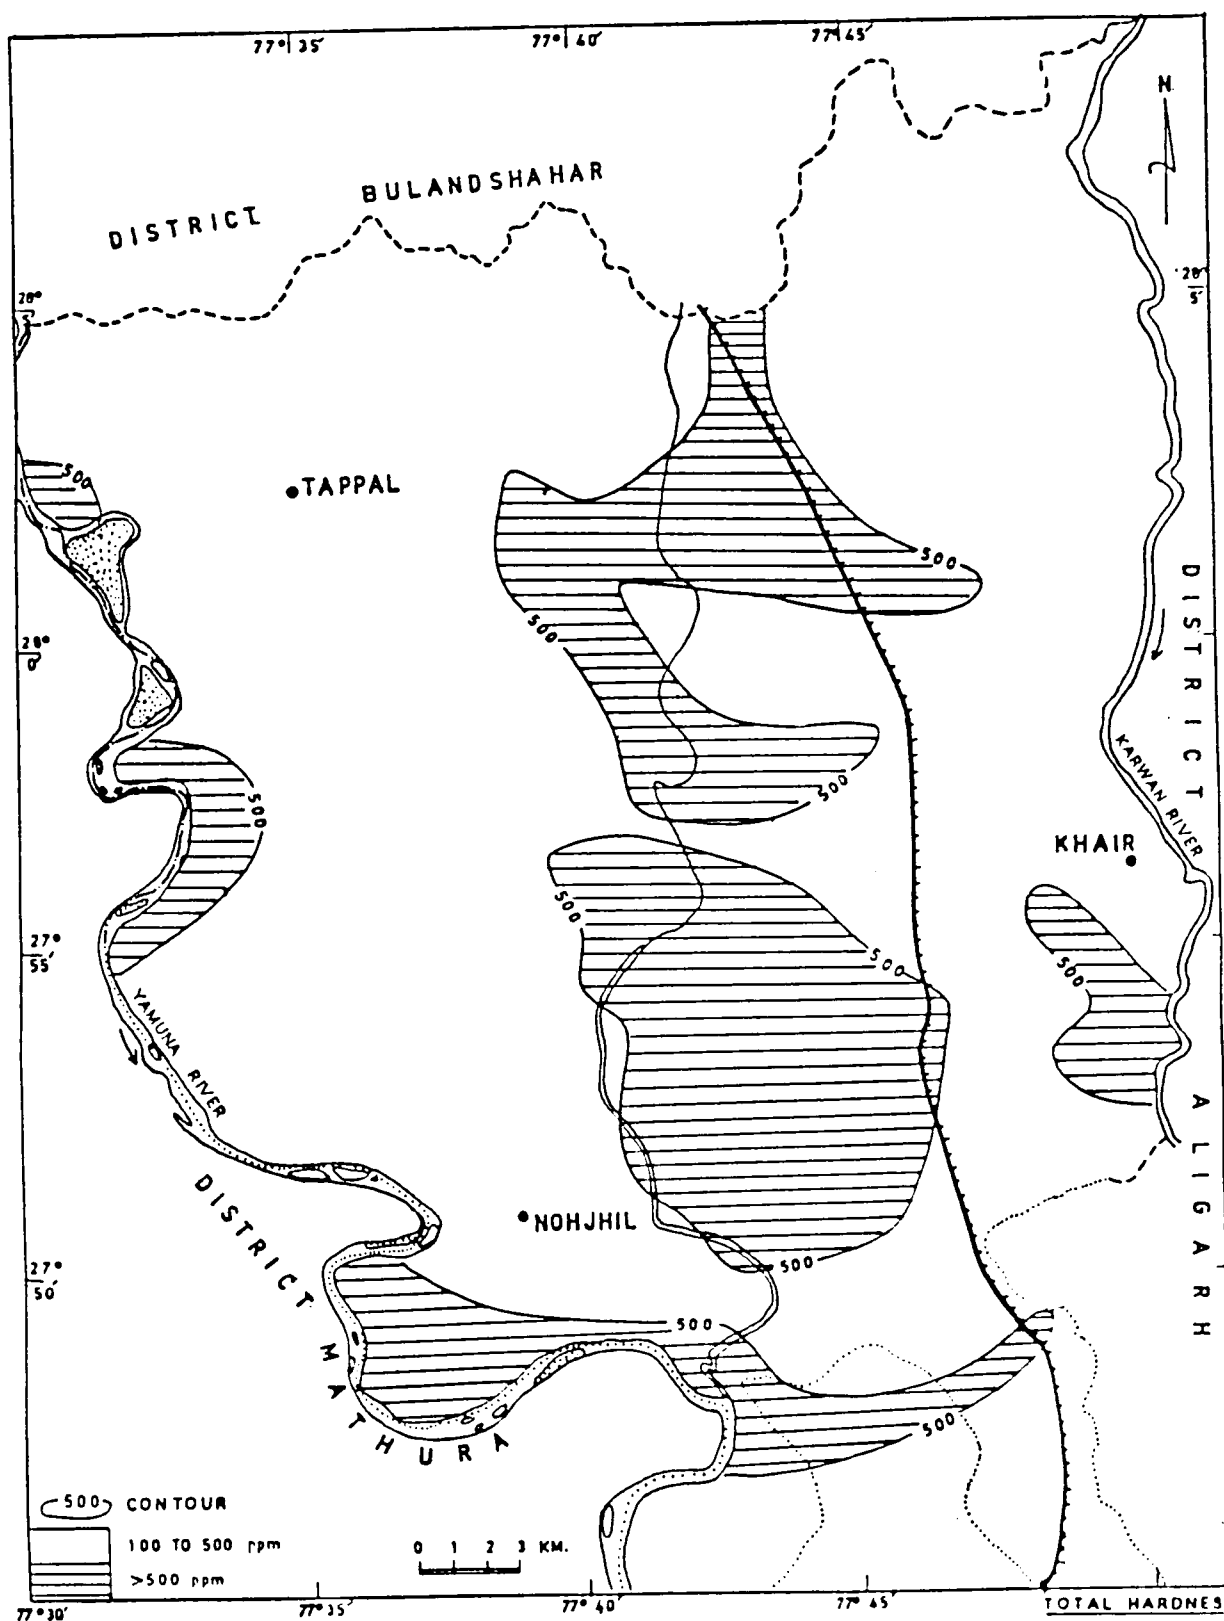 77° 35'
77° 40'
77° 45'
N
DISTRICT BULANDSHAHAR
28°
5'
28°
5'
500
TAPPAL
500
500
28°
0'
DISTRICT ALIGARH
KARWAN RIVER
500
500
KHAIR
500
500
500
27°
55'
YAMUNA RIVER
DISTRICT MATHURA
NOHJHIL
500
27°
50'
500
500
500 CONTOUR
100 TO 500 ppm
>500 ppm
0 1 2 3 KM.
77° 30'
77° 35'
77° 40'
77° 45'
TOTAL HARDNES